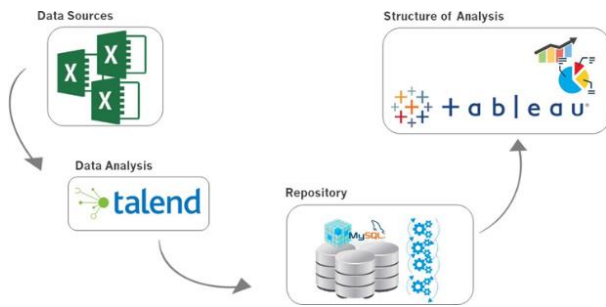 Data Sources
X
X
X
Data Analysis
talend
Repository
MySQL
Structure of Analysis
+ a b l e a u®